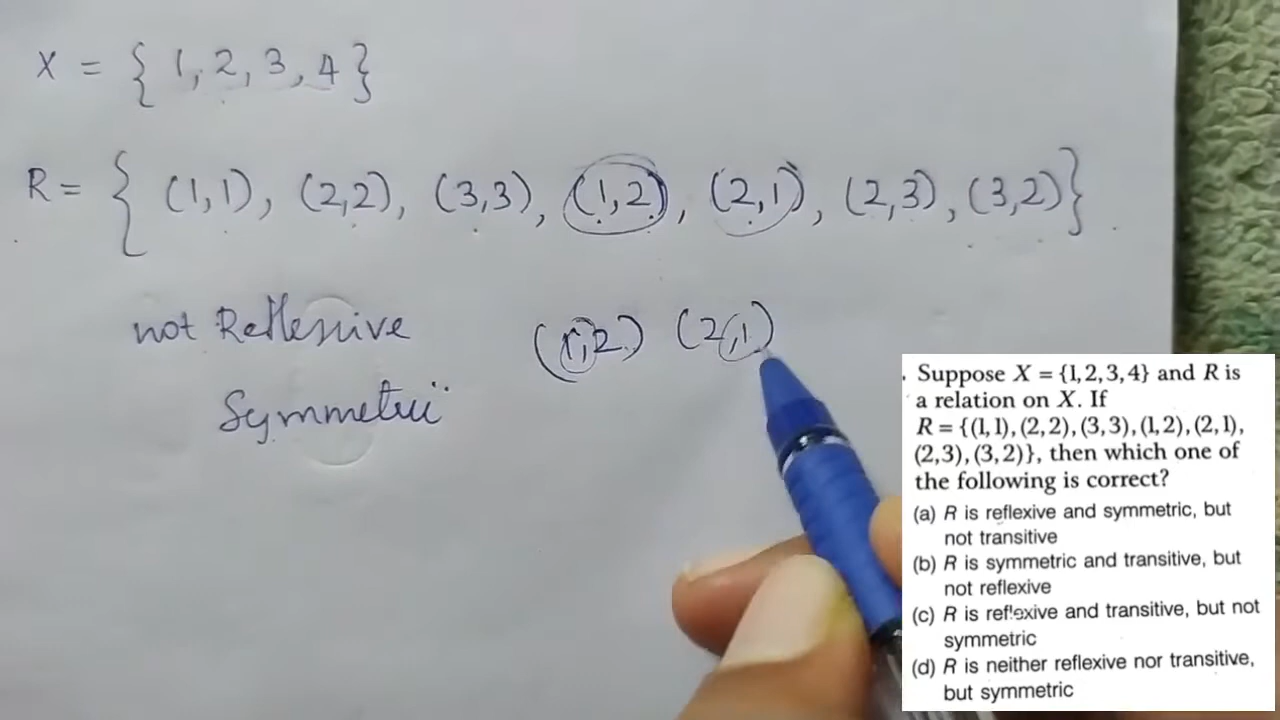 X = { 1, 2, 3, 4 }
R = { (1,1), (2,2), (3,3), (1,2), (2,1), (2,3), (3,2) }
not Reflexive
(1,2) (2,1)
Symmetric
Suppose X = {1, 2, 3, 4} and R is
a relation on X. If
R = {(1, 1), (2, 2), (3, 3), (1, 2), (2, 1),
(2, 3), (3, 2)}, then which one of
the following is correct?
(a) R is reflexive and symmetric, but
not transitive
(b) R is symmetric and transitive, but
not reflexive
(c) R is reflexive and transitive, but not
symmetric
(d) R is neither reflexive nor transitive,
but symmetric